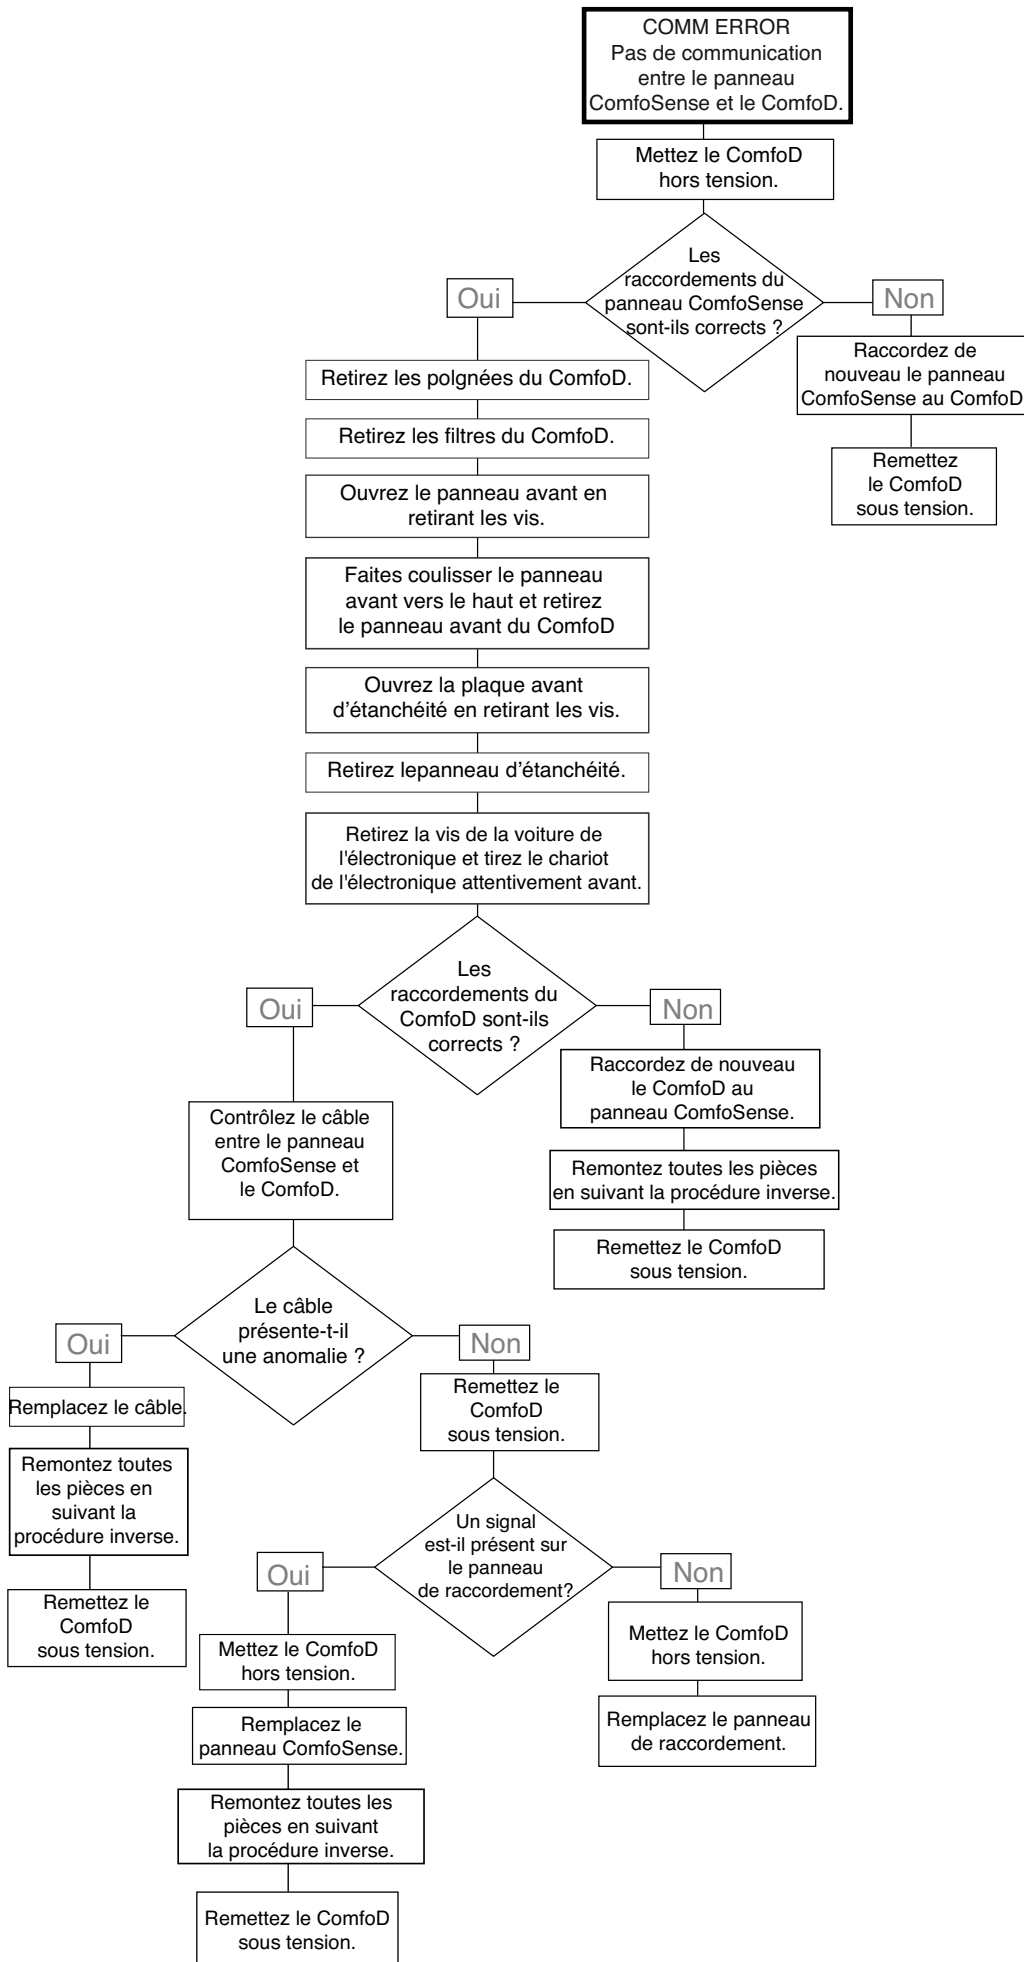 COMM ERROR
Pas de communication
entre le panneau
ComfoSense et le ComfoD.
Mettez le ComfoD
hors tension.
Les
raccordements du
panneau ComfoSense
sont-ils corrects ?
Oui
Non
Raccordez de
nouveau le panneau
ComfoSense au ComfoD
Remettez
le ComfoD
sous tension.
Retirez les polgnées du ComfoD.
Retirez les filtres du ComfoD.
Ouvrez le panneau avant en
retirant les vis.
Faites coulisser le panneau
avant vers le haut et retirez
le panneau avant du ComfoD
Ouvrez la plaque avant
d'étanchéité en retirant les vis.
Retirez lepanneau d'étanchéité.
Retirez la vis de la voiture de
l'électronique et tirez le chariot
de l'électronique attentivement avant.
Les
raccordements du
ComfoD sont-ils
corrects ?
Oui
Non
Raccordez de nouveau
le ComfoD au
panneau ComfoSense.
Remontez toutes les pièces
en suivant la procédure inverse.
Remettez le ComfoD
sous tension.
Contrôlez le câble
entre le panneau
ComfoSense et
le ComfoD.
Le câble
présente-t-il
une anomalie ?
Oui
Non
Remplacez le câble.
Remontez toutes
les pièces en
suivant la
procédure inverse.
Remettez le
ComfoD
sous tension.
Remettez le
ComfoD
sous tension.
Un signal
est-il présent sur
le panneau
de raccordement?
Oui
Non
Mettez le ComfoD
hors tension.
Remplacez le
panneau ComfoSense.
Remontez toutes les
pièces en suivant
la procédure inverse.
Remettez le ComfoD
sous tension.
Mettez le ComfoD
hors tension.
Remplacez le panneau
de raccordement.